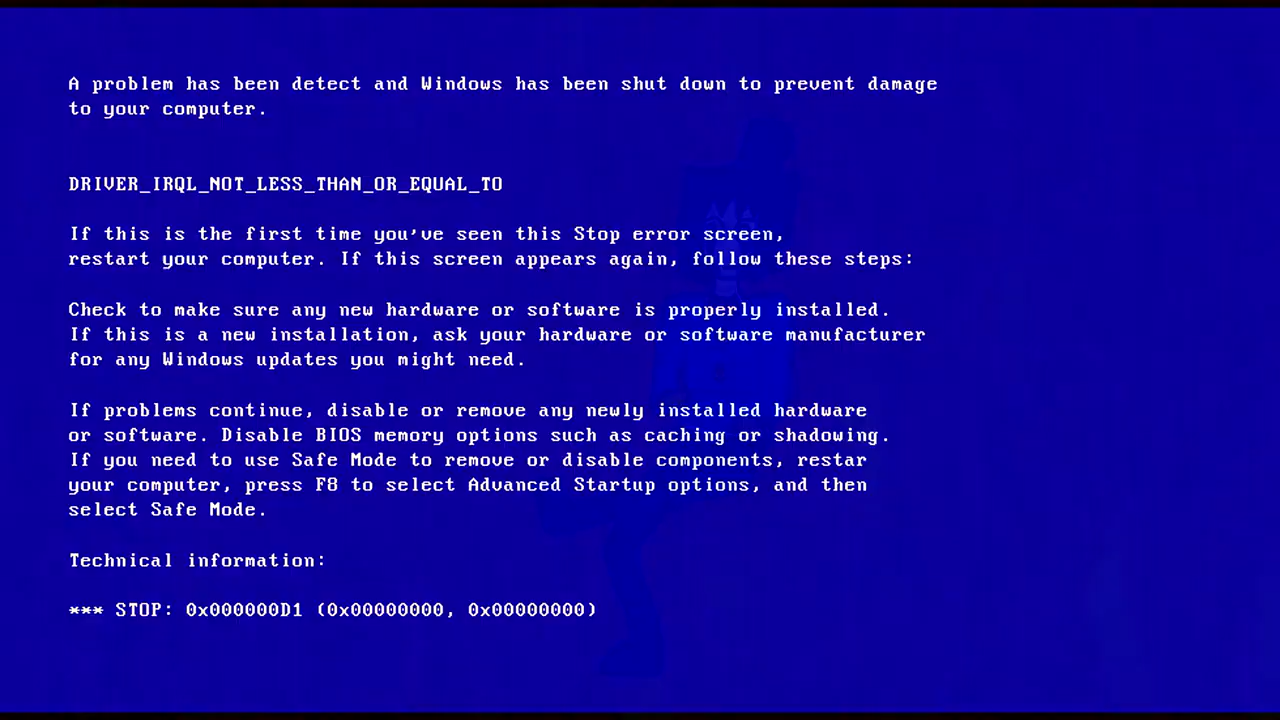 A problem has been detect and Windows has been shut down to prevent damage
to your computer.
DRIVER_IRQL_NOT_LESS_THAN_OR_EQUAL_TO
If this is the first time you've seen this Stop error screen,
restart your computer. If this screen appears again, follow these steps:
Check to make sure any new hardware or software is properly installed.
If this is a new installation, ask your hardware or software manufacturer
for any Windows updates you might need.
If problems continue, disable or remove any newly installed hardware
or software. Disable BIOS memory options such as caching or shadowing.
If you need to use Safe Mode to remove or disable components, restar
your computer, press F8 to select Advanced Startup options, and then
select Safe Mode.
Technical information:
*** STOP: 0x000000D1 (0x00000000, 0x00000000)